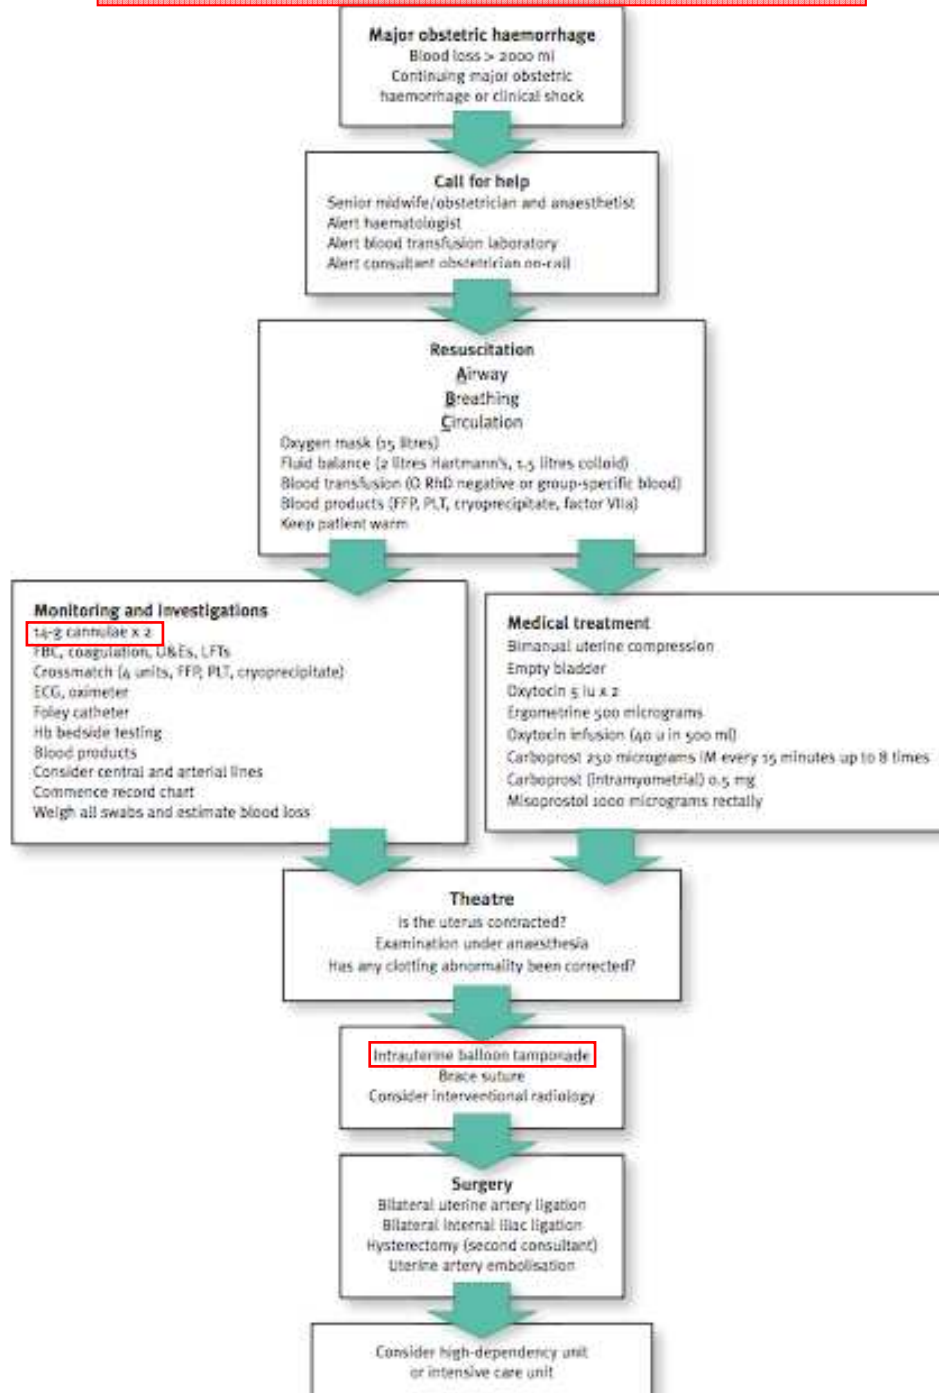 Major obstetric haemorrhage
Blood loss > 2000 ml
Continuing major obstetric
haemorrhage or clinical shock
Call for help
Senior midwife/obstetrician and anaesthetist
Alert haematologist
Alert blood transfusion laboratory
Alert consultant obstetrician on-call
Resuscitation
Airway
Breathing
Circulation
Oxygen mask (15 litres)
Fluid balance (2 litres Hartmann's, 1.5 litres colloid)
Blood transfusion (O RhD negative or group-specific blood)
Blood products (FFP, PLT, cryoprecipitate, factor VIIa)
Keep patient warm
Monitoring and Investigations
14-g cannulae x 2
FBC, coagulation, U&Es, LFTs
Crossmatch (4 units, FFP, PLT, cryoprecipitate)
ECG, oximeter
Foley catheter
Hb bedside testing
Blood products
Consider central and arterial lines
Commence record chart
Weigh all swabs and estimate blood loss
Medical treatment
Bimanual uterine compression
Empty bladder
Oxytocin 5 iu x 2
Ergometrine 500 micrograms
Oxytocin infusion (40 u in 500 ml)
Carboprost 250 micrograms IM every 15 minutes up to 8 times
Carboprost (intramyometrial) 0.5 mg
Misoprostol 1000 micrograms rectally
Theatre
Is the uterus contracted?
Examination under anaesthesia
Has any clotting abnormality been corrected?
Intrauterine balloon tamponade
Brace suture
Consider interventional radiology
Surgery
Bilateral uterine artery ligation
Bilateral internal iliac ligation
Hysterectomy (second consultant)
Uterine artery embolisation
Consider high-dependency unit
or intensive care unit